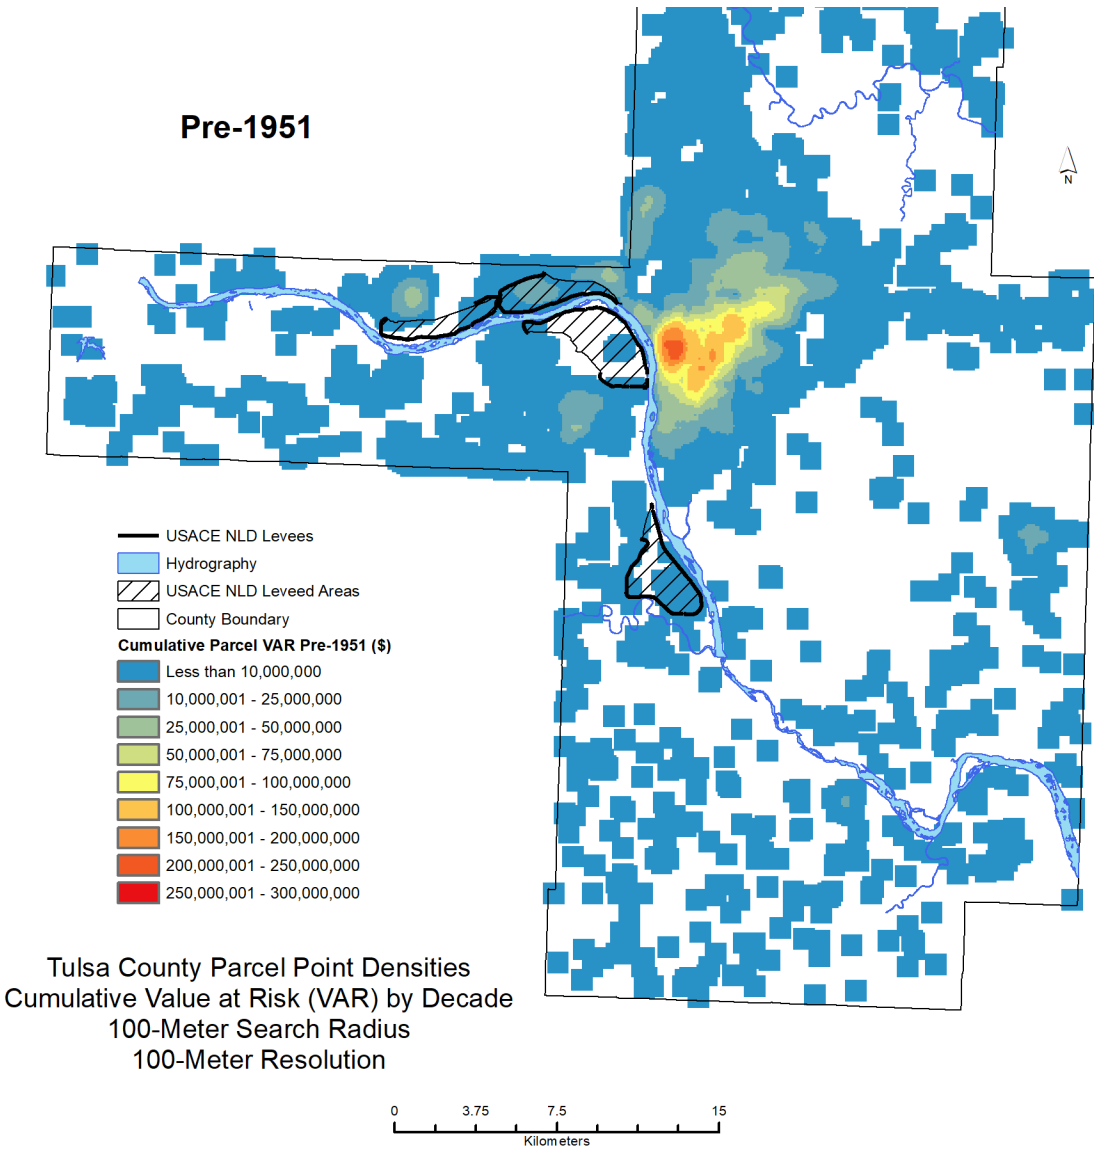 Pre-1951
N
USACE NLD Levees
Hydrography
USACE NLD Leveed Areas
County Boundary
Cumulative Parcel VAR Pre-1951 ($)
Less than 10,000,000
10,000,001 - 25,000,000
25,000,001 - 50,000,000
50,000,001 - 75,000,000
75,000,001 - 100,000,000
100,000,001 - 150,000,000
150,000,001 - 200,000,000
200,000,001 - 250,000,000
250,000,001 - 300,000,000
Tulsa County Parcel Point Densities
Cumulative Value at Risk (VAR) by Decade
100-Meter Search Radius
100-Meter Resolution
0 3.75 7.5 15
Kilometers